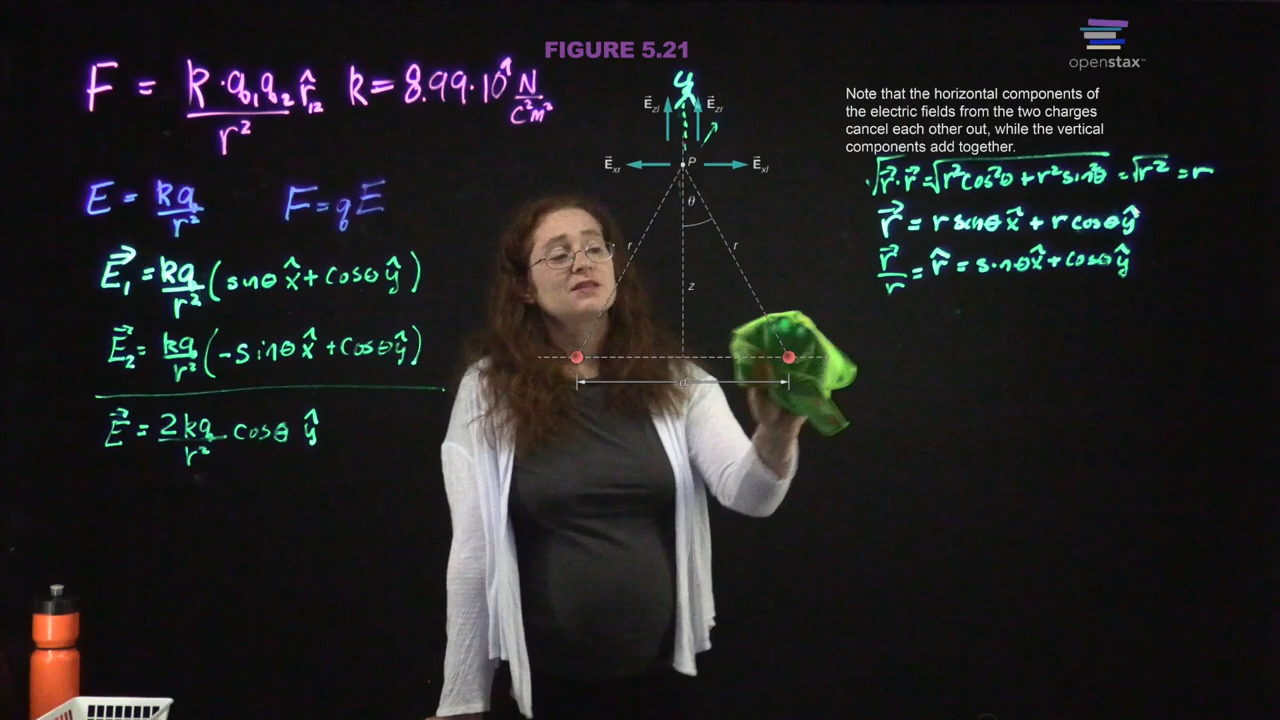 FIGURE 5.21
openstax™
F = k·q₁q₂ r̂₁₂ / r² k = 8.99·10⁹ N / C²m²
E = kq / r² F = qE
E⃗₁ = kq / r² (sinθ x̂ + cosθ ŷ)
E⃗₂ = kq / r² (-sinθ x̂ + cosθ ŷ)
E⃗ = 2kq / r² cosθ ŷ
y
E⃗zl E⃗zr
E⃗xr P E⃗xl
θ
r r
z
d
Note that the horizontal components of
the electric fields from the two charges
cancel each other out, while the vertical
components add together.
√r⃗·r⃗ = √r²cos²θ + r²sin²θ = √r² = r
r⃗ = r sinθ x̂ + r cosθ ŷ
r⃗ / r = r̂ = sinθ x̂ + cosθ ŷ